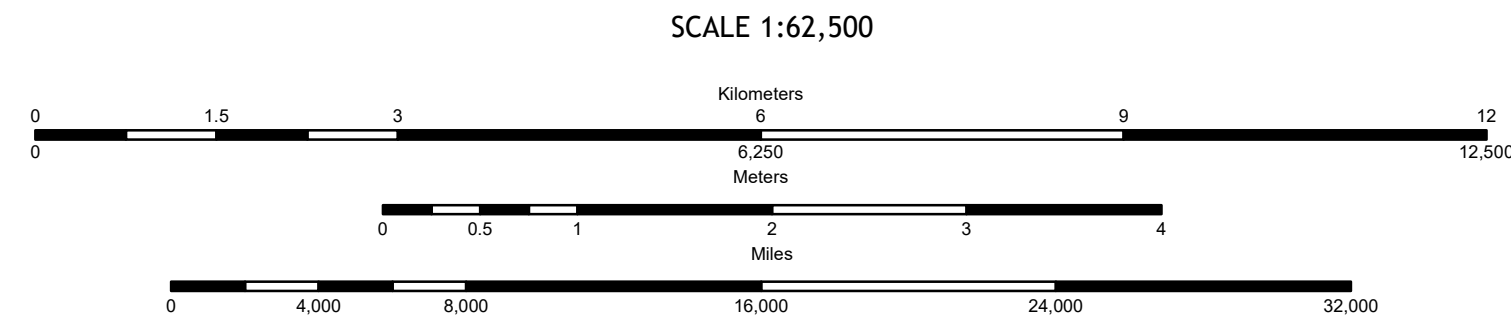 SCALE 1:62,500
Kilometers
0 1.5 3 6 9 12
0 6,250 12,500
Meters
0 0.5 1 2 3 4
Miles
0 4,000 8,000 16,000 24,000 32,000